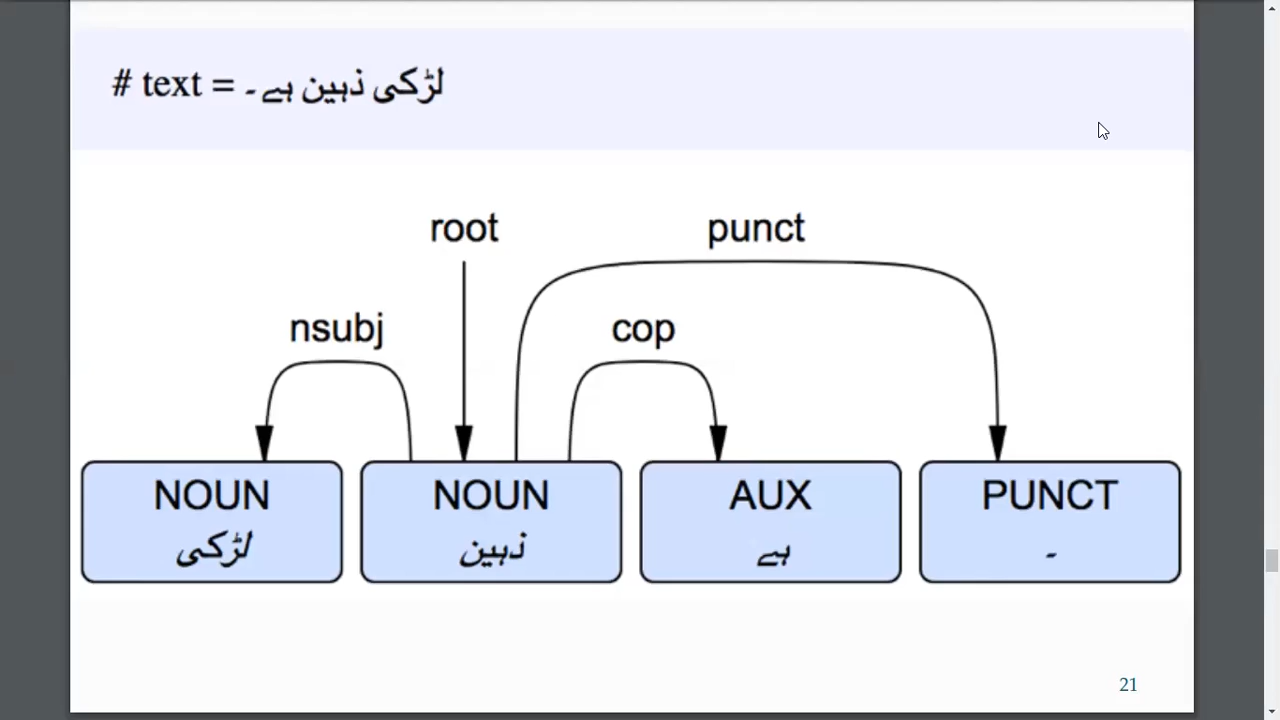 # text = لڑکی ذہین ہے ۔
root punct
nsubj cop
NOUN NOUN AUX PUNCT
لڑکی ذہین ہے ۔
21